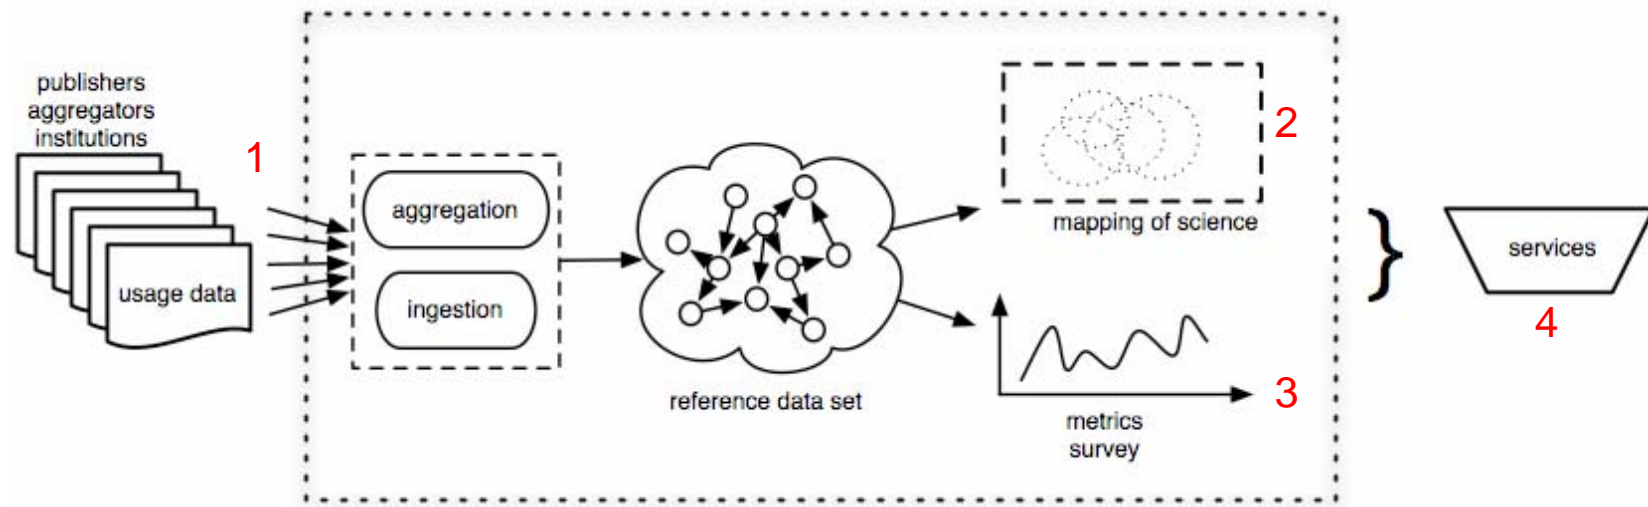 publishers
aggregators
institutions
1
usage data
aggregation
ingestion
reference data set
2
mapping of science
3
metrics
survey
}
services
4